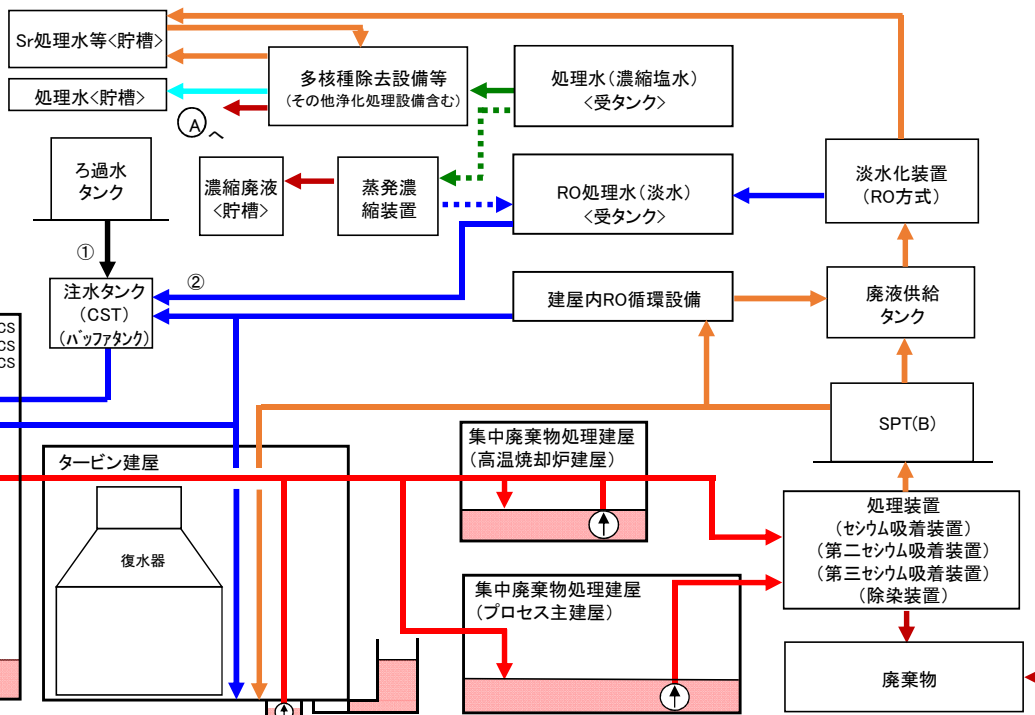 Sr処理水等<貯槽>
多核種除去設備等
(その他浄化処理設備含む)
処理水(濃縮塩水)
<受タンク>
処理水<貯槽>
Ⓐへ
ろ過水
タンク
濃縮廃液
<貯槽>
蒸発濃
縮装置
RO処理水(淡水)
<受タンク>
淡水化装置
(RO方式)
①
②
注水タンク
(CST)
(バッファタンク)
建屋内RO循環設備
廃液供給
タンク
CS
CS
CS
SPT(B)
タービン建屋
復水器
集中廃棄物処理建屋
(高温焼却炉建屋)
処理装置
(セシウム吸着装置)
(第二セシウム吸着装置)
(第三セシウム吸着装置)
(除染装置)
集中廃棄物処理建屋
(プロセス主建屋)
廃棄物